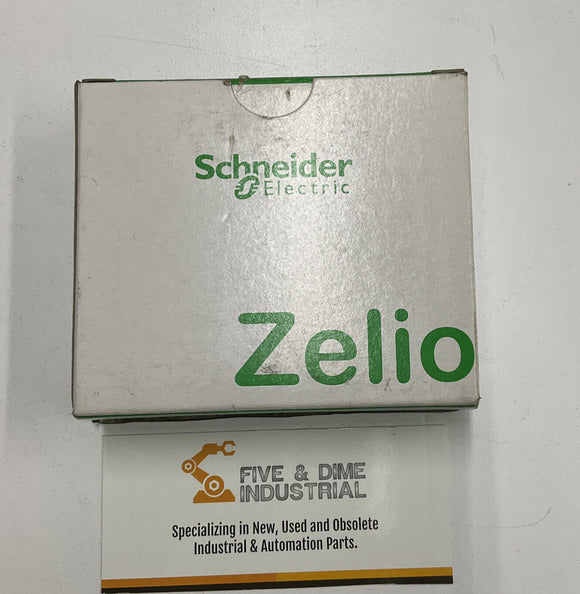 Schneider
Electric
Zelio
FIVE & DIME
INDUSTRIAL
Specializing in New, Used and Obsolete
Industrial & Automation Parts.